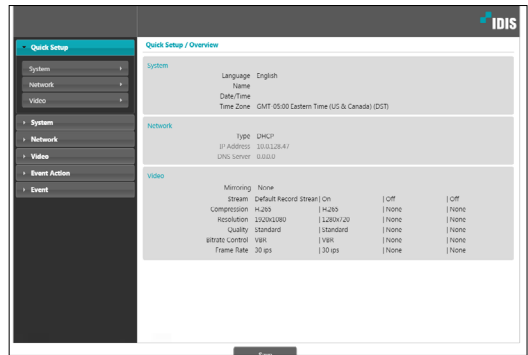 IDIS
Quick Setup
System
Network
Video
System
Network
Video
Event Action
Event
Quick Setup / Overview
System
Language English
Name
Date/Time
Time Zone GMT-05:00 Eastern Time (US & Canada) (DST)
Network
Type DHCP
IP Address 10.0.128.47
DNS Server 0.0.0.0
Video
Mirroring None
Stream Default Record Stream | On | Off | Off
Compression H.265 | H.265 | None | None
Resolution 1920x1080 | 1280x720 | None | None
Quality Standard | Standard | None | None
Bitrate Control VBR | VBR | None | None
Frame Rate 30 ips | 30 ips | None | None